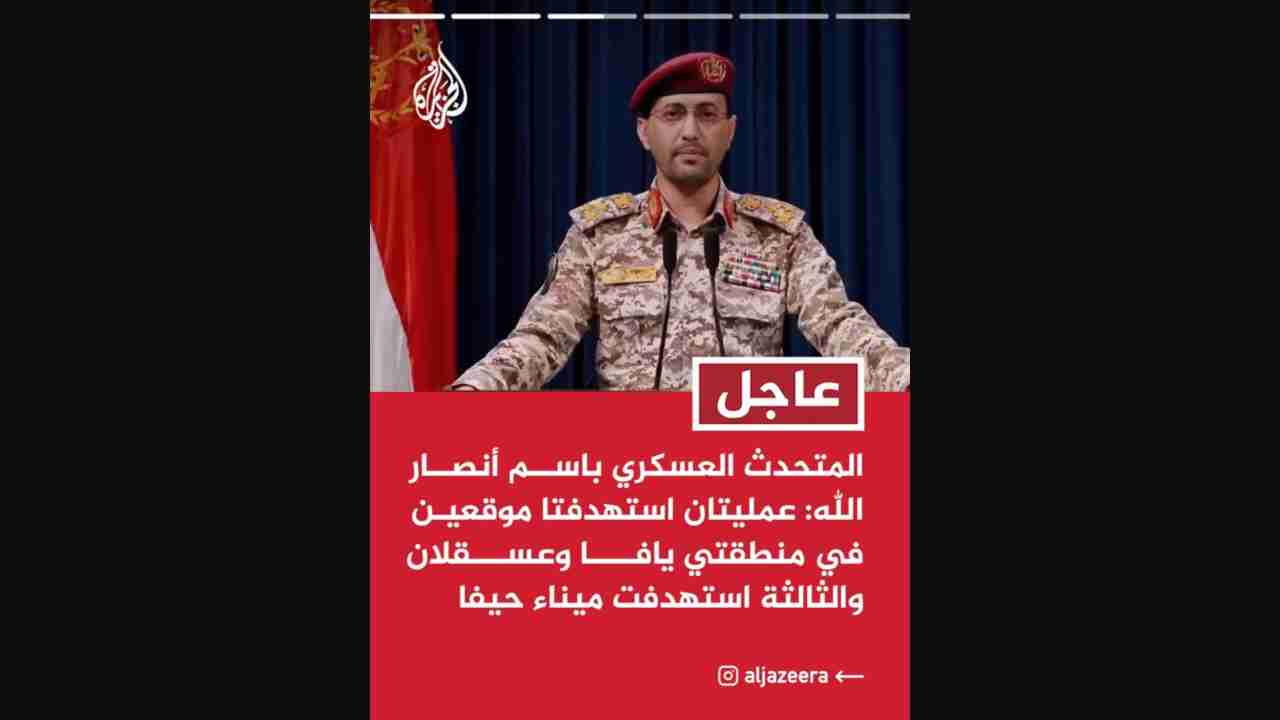 الجزيرة
عاجل
المتحدث العسكري باسم أنصار
الله: عمليتان استهدفتا موقعين
في منطقتي يافا وعسقلان
والثالثة استهدفت ميناء حيفا
aljazeera